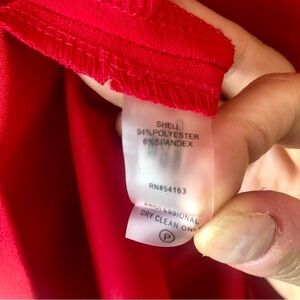 SHELL
94%POLYESTER
6%SPANDEX
RN#54163
PROFESSIONAL
DRY CLEAN ONLY
P